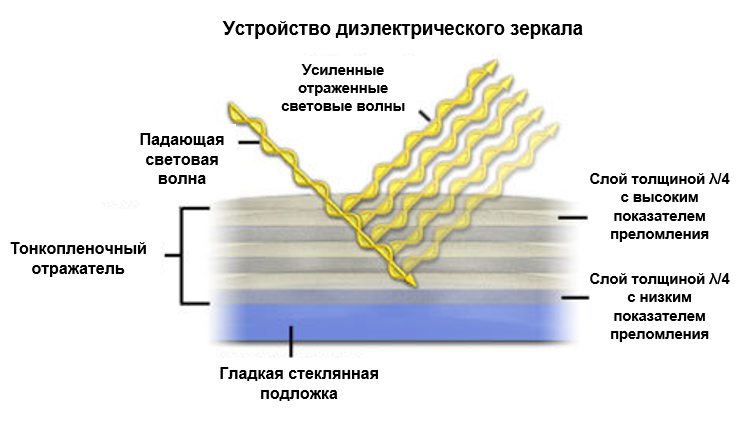 Устройство диэлектрического зеркала
Усиленные
отраженные
световые волны
Падающая
световая
волна
Слой толщиной λ/4
с высоким
показателем
преломления
Тонкопленочный
отражатель
Слой толщиной λ/4
с низким
показателем
преломления
Гладкая стеклянная
подложка